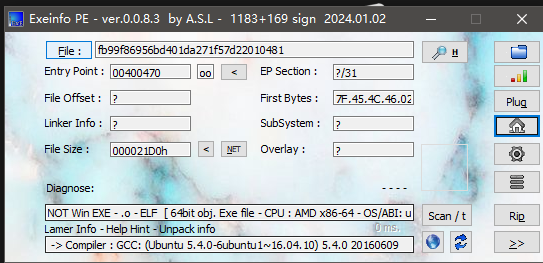 Exeinfo PE - ver.0.0.8.3 by A.S.L - 1183+169 sign 2024.01.02
File : fb99f86956bd401da271f57d22010481 H
Entry Point : 00400470 oo < EP Section : ?/31
File Offset : ? First Bytes : 7F.45.4C.46.02 Plug
Linker Info : ? SubSystem : ?
File Size : 000021D0h < NET Overlay : ?
Diagnose: ----
NOT Win EXE - .o - ELF [ 64bit obj. Exe file - CPU : AMD x86-64 - OS/ABI: u Scan / t Rip
Lamer Info - Help Hint - Unpack info 0 ms.
-> Compiler : GCC: (Ubuntu 5.4.0-6ubuntu1~16.04.10) 5.4.0 20160609 >>